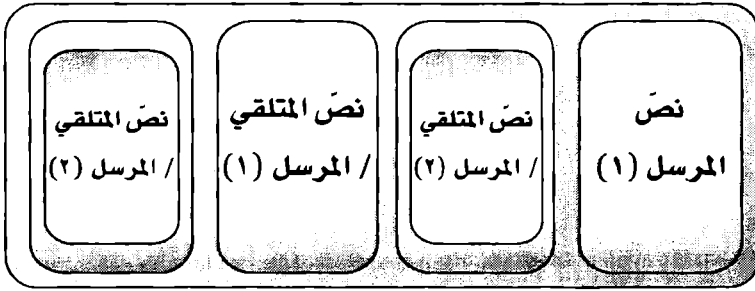 نصّ
المرسل (١)
نصّ المتلقي
/ المرسل (٢)
نصّ المتلقي
/ المرسل (١)
نصّ المتلقي
/ المرسل (٢)